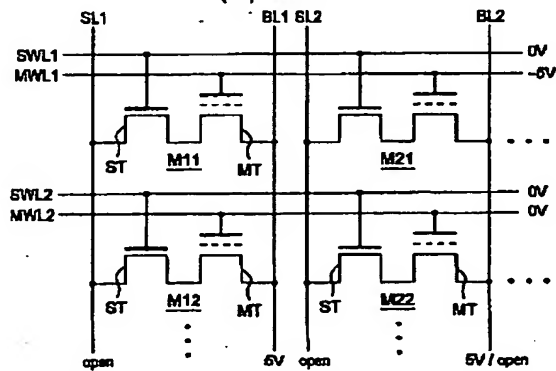 SL1 BL1 SL2 BL2
SWL1 0V
MWL1 -5V
ST M11 MT M21
SWL2 0V
MWL2 0V
ST M12 MT ST M22 MT
open 5V open 5V / open